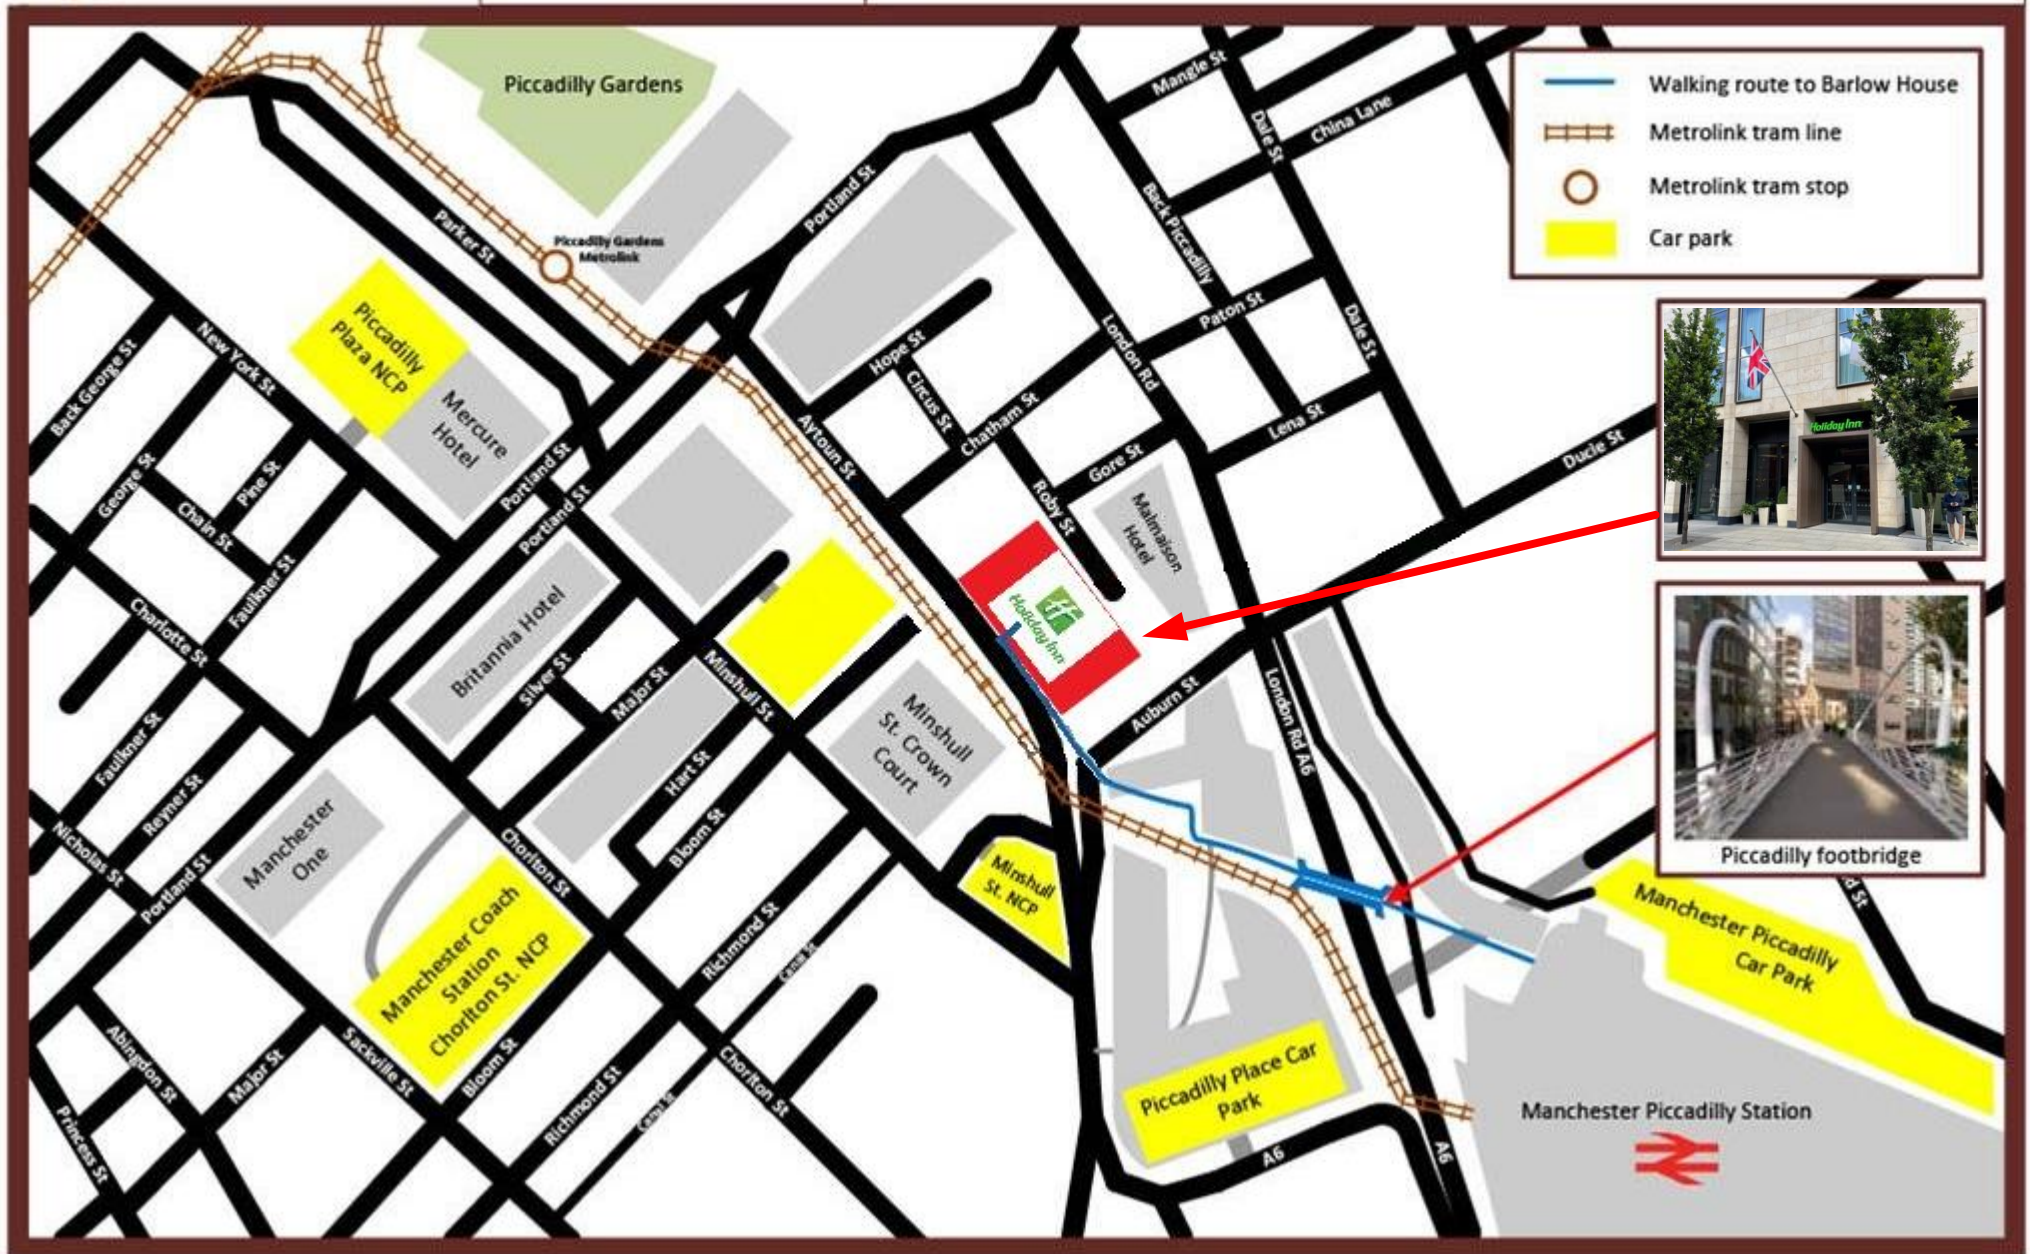 Piccadilly Gardens
Mangle St
Dale St
China Lane
Walking route to Barlow House
Metrolink tram line
Metrolink tram stop
Car park
Portland St
Back Piccadilly
Parker St
Piccadilly Gardens
Metrolink
Piccadilly
Plaza NCP
Mercure
Hotel
New York St
Back George St
Hope St
Circus St
Chatham St
London Rd
Paton St
Dale St
Lena St
Ducie St
Holiday Inn
Aytoun St
Gore St
Roby St
Malmaison
Hotel
Portland St
Portland St
George St
Pine St
Chain St
Faulkner St
Charlotte St
Britannia Hotel
Silver St
Major St
Minshull St
Holiday Inn
Auburn St
London Rd A6
Minshull
St. Crown
Court
Hart St
Bloom St
Faulkner St
Reyner St
Nicholas St
Portland St
Manchester
One
Chorlton St
Manchester Coach
Station
Chorlton St. NCP
Minshull
St. NCP
Richmond St
Canal St
Piccadilly footbridge
Manchester Piccadilly
Car Park
d St
Abingdon St
Major St
Sackville St
Bloom St
Richmond St
Canal St
Chorlton St
Princess St
Piccadilly Place Car
Park
A6
A6
Manchester Piccadilly Station